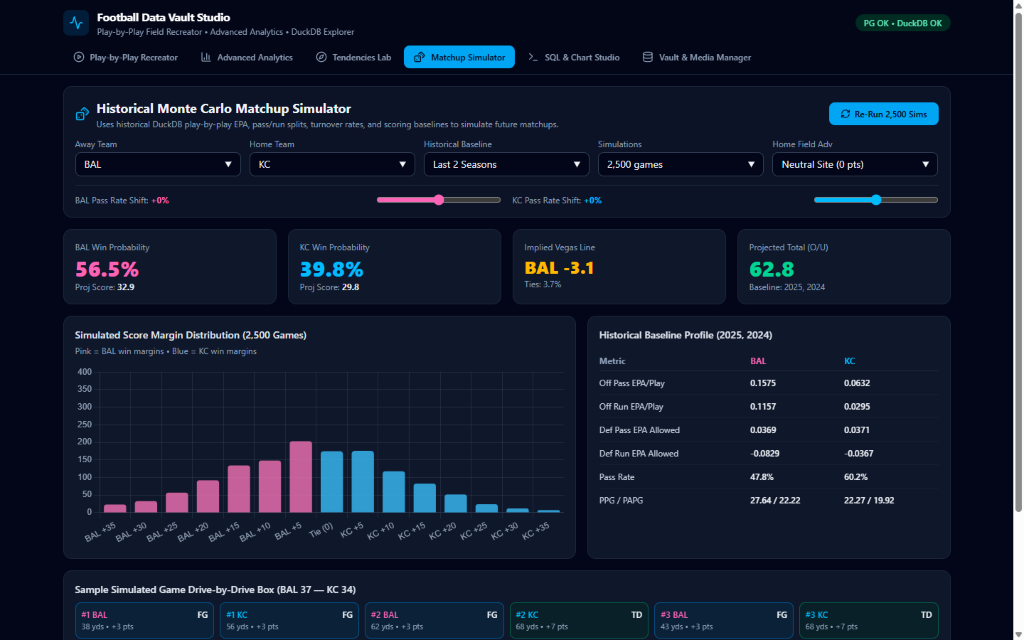 Football Data Vault Studio
Play-by-Play Field Recreator • Advanced Analytics • DuckDB Explorer
PG OK • DuckDB OK
Play-by-Play Recreator
Advanced Analytics
Tendencies Lab
Matchup Simulator
SQL & Chart Studio
Vault & Media Manager
Historical Monte Carlo Matchup Simulator
Uses historical DuckDB play-by-play EPA, pass/run splits, turnover rates, and scoring baselines to simulate future matchups.
Re-Run 2,500 Sims
Away Team
Home Team
Historical Baseline
Simulations
Home Field Adv
BAL
KC
Last 2 Seasons
2,500 games
Neutral Site (0 pts)
BAL Pass Rate Shift: +0%
KC Pass Rate Shift: +0%
BAL Win Probability
56.5%
Proj Score: 32.9
KC Win Probability
39.8%
Proj Score: 29.8
Implied Vegas Line
BAL -3.1
Ties: 3.7%
Projected Total (O/U)
62.8
Baseline: 2025, 2024
Simulated Score Margin Distribution (2,500 Games)
Pink = BAL win margins • Blue = KC win margins
400
350
300
250
200
150
100
50
0
BAL +35
BAL +30
BAL +25
BAL +20
BAL +15
BAL +10
BAL +5
Tie (0)
KC +5
KC +10
KC +15
KC +20
KC +25
KC +30
KC +35
Historical Baseline Profile (2025, 2024)
Metric BAL KC
Off Pass EPA/Play 0.1575 0.0632
Off Run EPA/Play 0.1157 0.0295
Def Pass EPA Allowed 0.0369 0.0371
Def Run EPA Allowed -0.0829 -0.0367
Pass Rate 47.8% 60.2%
PPG / PAPG 27.64 / 22.22 22.27 / 19.92
Sample Simulated Game Drive-by-Drive Box (BAL 37 — KC 34)
#1 BAL FG
38 yds • +3 pts
#1 KC FG
56 yds • +3 pts
#2 BAL FG
62 yds • +3 pts
#2 KC TD
68 yds • +7 pts
#3 BAL FG
43 yds • +3 pts
#3 KC TD
68 yds • +7 pts